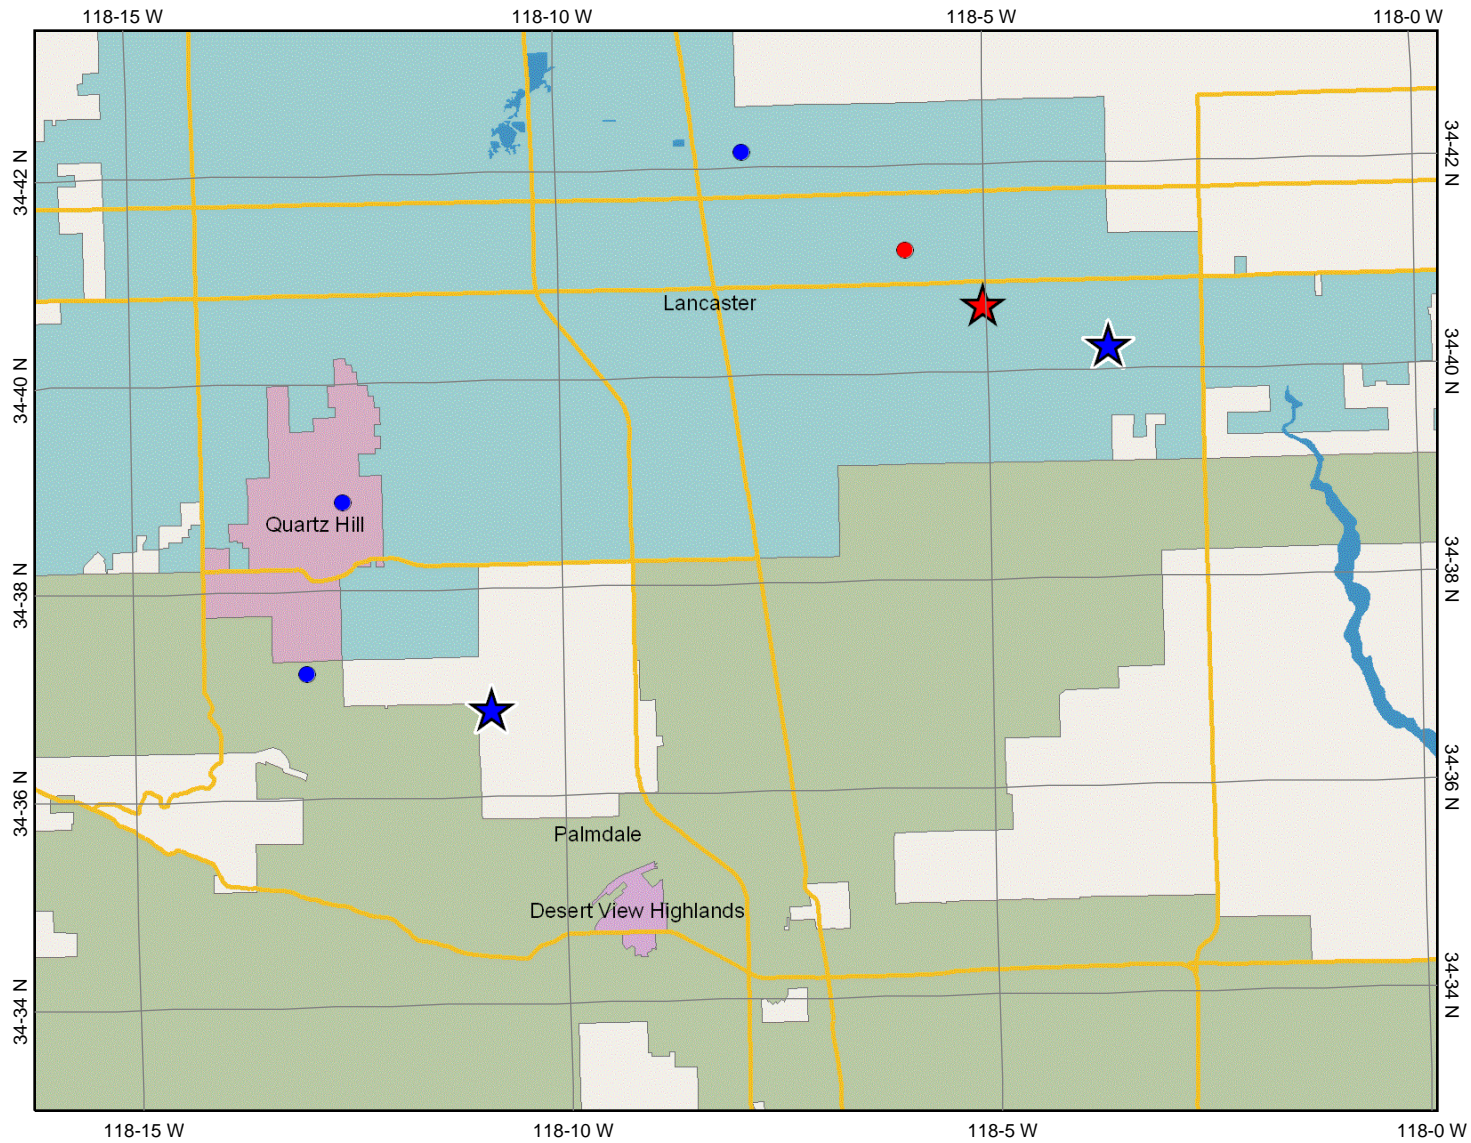 118-15 W 118-10 W 118-5 W 118-0 W
34-42 N
34-42 N
Lancaster
34-40 N
34-40 N
Quartz Hill
34-38 N
34-38 N
34-36 N
34-36 N
Palmdale
Desert View Highlands
34-34 N
34-34 N
118-15 W 118-10 W 118-5 W 118-0 W